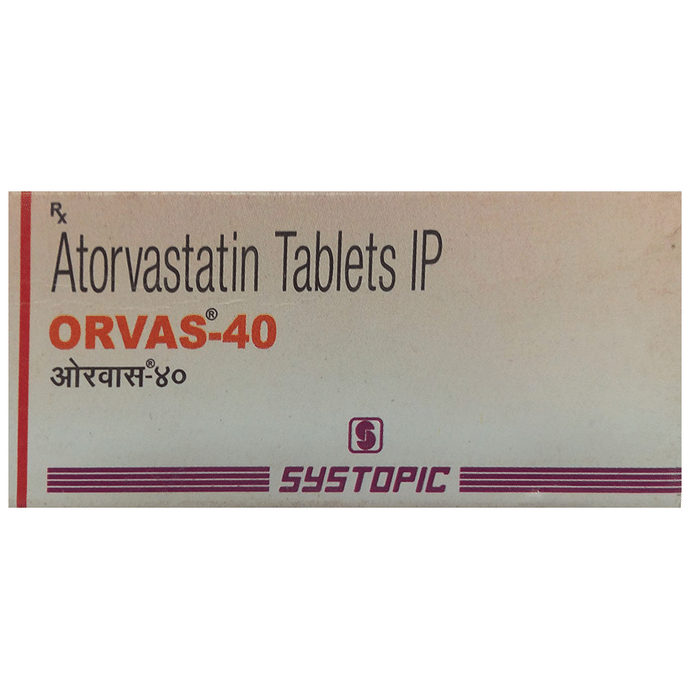 Rx
Atorvastatin Tablets IP
ORVAS®-40
ओरवास®-४०
S
SYSTOPIC